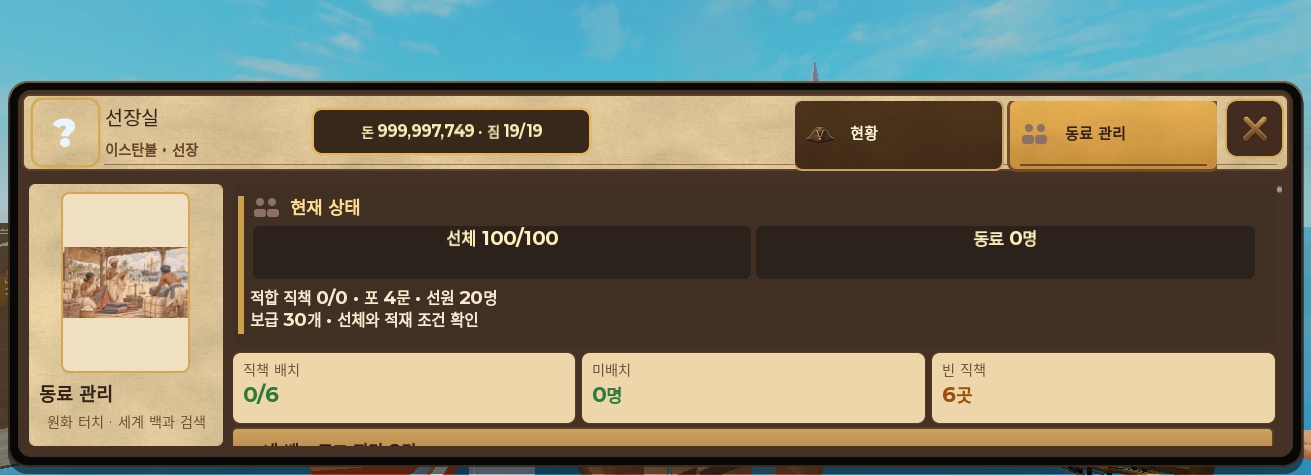 ?
선장실
이스탄불 • 선장
돈 999,997,749 · 짐 19/19
현황
동료 관리
현재 상태
선체 100/100
동료 0명
적합 직책 0/0 • 포 4문 • 선원 20명
보급 30개 • 선체와 적재 조건 확인
직책 배치
0/6
미배치
0명
빈 직책
6곳
동료 관리
원화 터치 · 세계 백과 검색